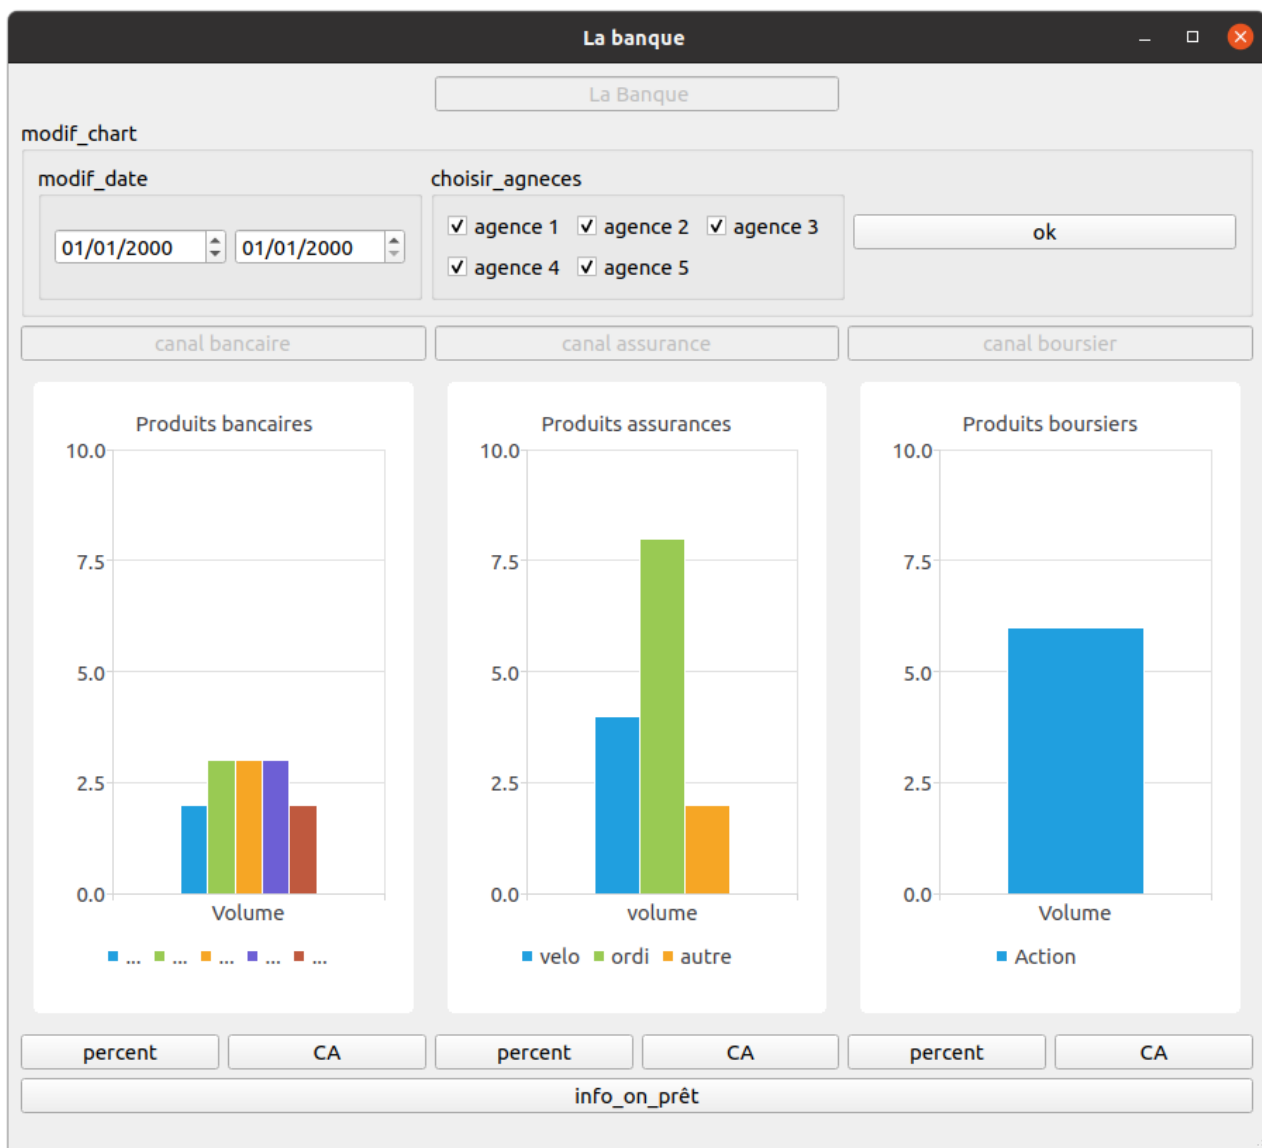 La banque
La Banque
modif_chart
modif_date
choisir_agneces
01/01/2000 01/01/2000
agence 1 agence 2 agence 3
agence 4 agence 5
ok
canal bancaire canal assurance canal boursier
Produits bancaires
10.0
7.5
5.0
2.5
0.0
Volume
... ... ... ... ...
Produits assurances
10.0
7.5
5.0
2.5
0.0
volume
velo ordi autre
Produits boursiers
10.0
7.5
5.0
2.5
0.0
Volume
Action
percent CA percent CA percent CA
info_on_prêt